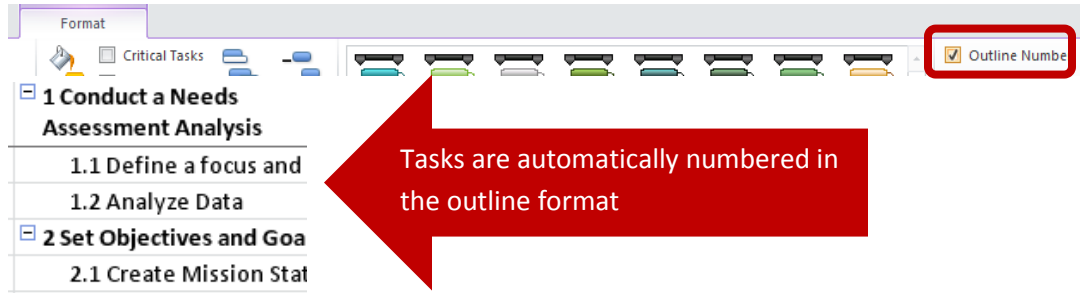 Format
Critical Tasks
Outline Numbe
1 Conduct a Needs
Assessment Analysis
1.1 Define a focus and
1.2 Analyze Data
2 Set Objectives and Goa
2.1 Create Mission Stat
Tasks are automatically numbered in
the outline format